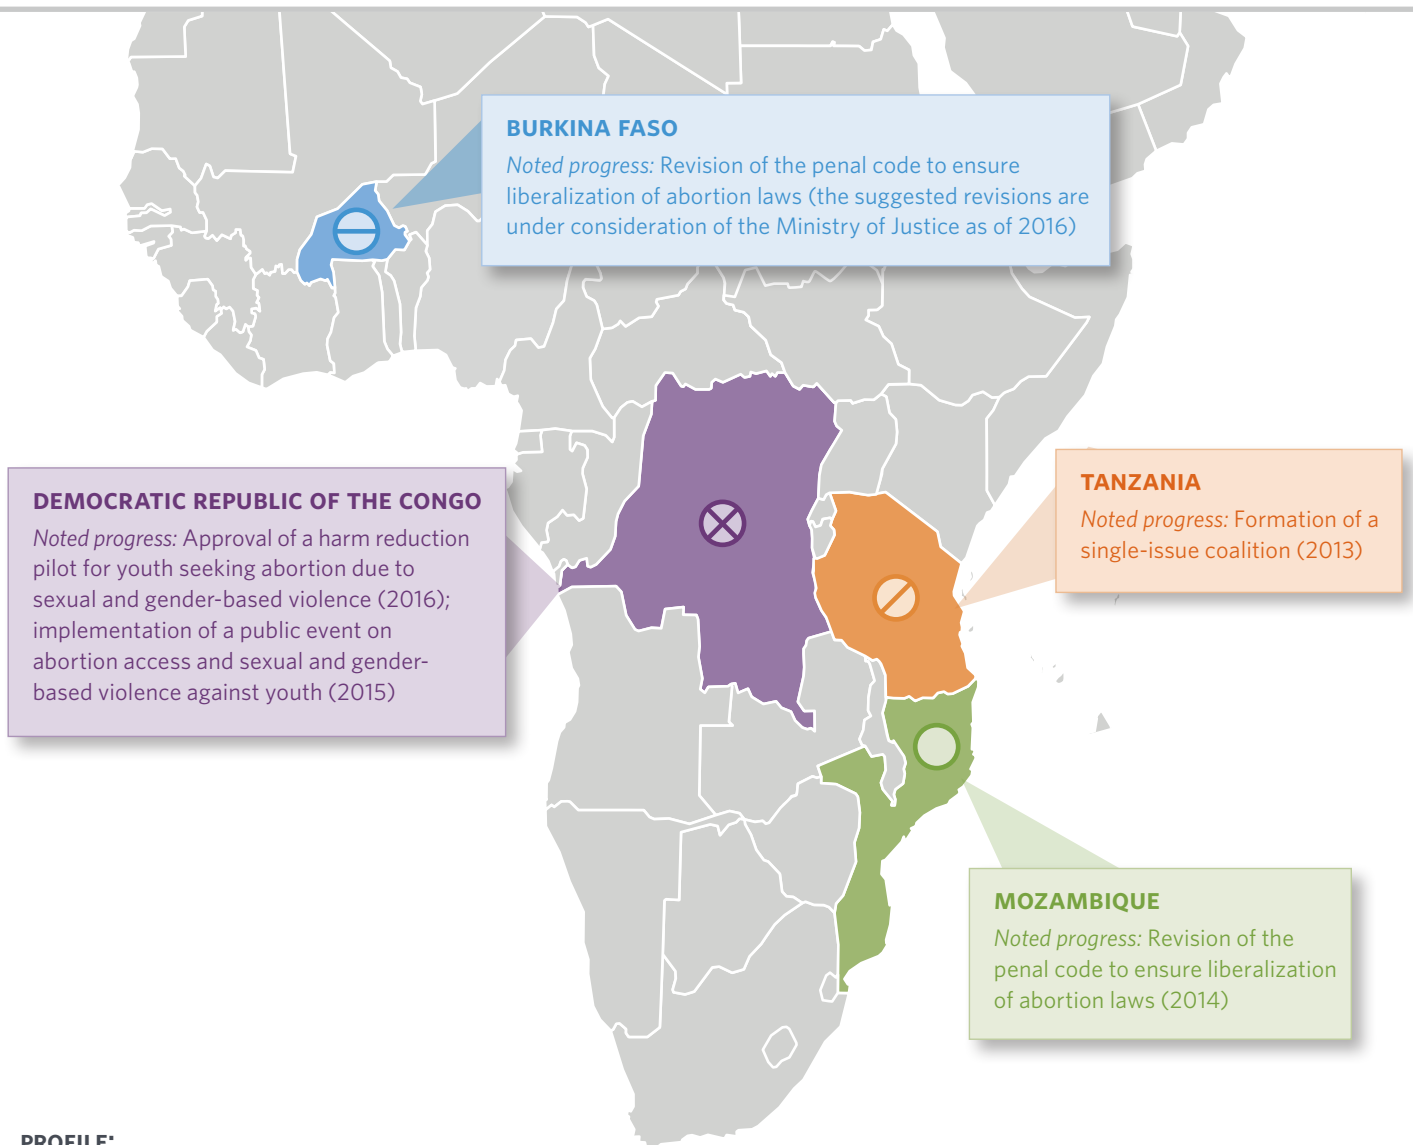 BURKINA FASO
Noted progress: Revision of the penal code to ensure
liberalization of abortion laws (the suggested revisions are
under consideration of the Ministry of Justice as of 2016)
DEMOCRATIC REPUBLIC OF THE CONGO
Noted progress: Approval of a harm reduction
pilot for youth seeking abortion due to
sexual and gender-based violence (2016);
implementation of a public event on
abortion access and sexual and gender-
based violence against youth (2015)
TANZANIA
Noted progress: Formation of a
single-issue coalition (2013)
MOZAMBIQUE
Noted progress: Revision of the
penal code to ensure liberalization
of abortion laws (2014)
PROFILE: